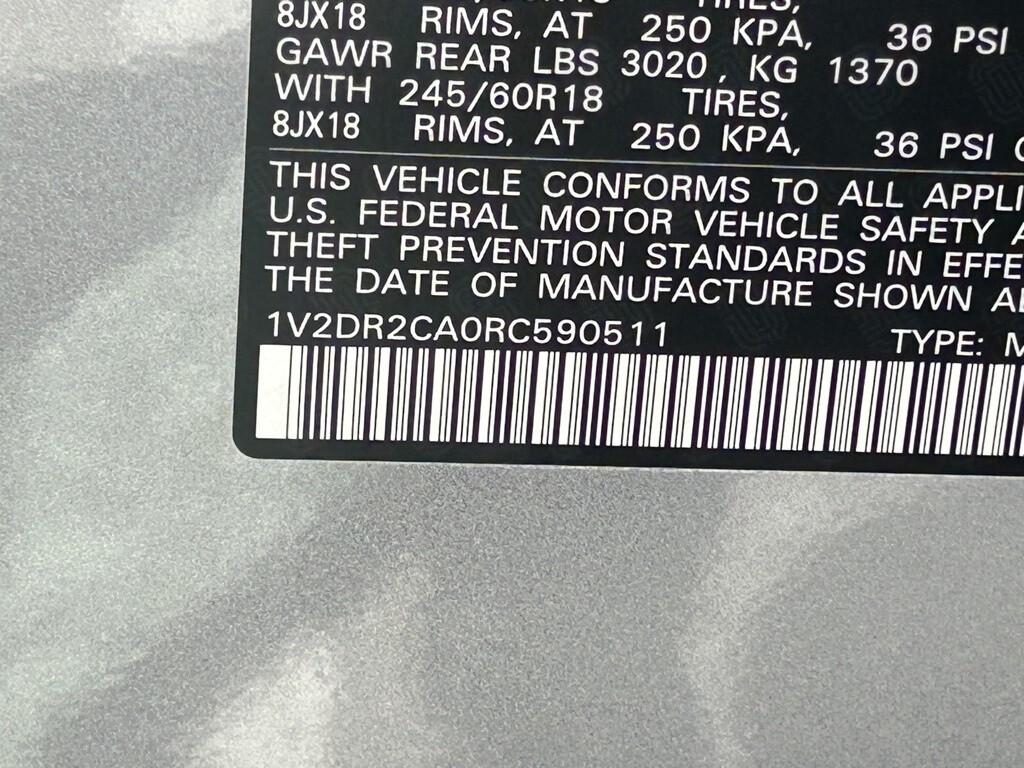 8JX18 RIMS, AT 250 KPA, 36 PSI
GAWR REAR LBS 3020, KG 1370
WITH 245/60R18 TIRES,
8JX18 RIMS, AT 250 KPA, 36 PSI
THIS VEHICLE CONFORMS TO ALL APPLI
U.S. FEDERAL MOTOR VEHICLE SAFETY A
THEFT PREVENTION STANDARDS IN EFFE
THE DATE OF MANUFACTURE SHOWN A
1V2DR2CA0RC590511 TYPE: M